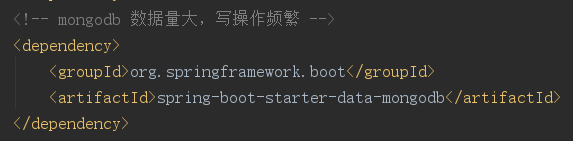 <!-- mongodb 数据量大，写操作频繁 -->
<dependency>
<groupId>org.springframework.boot</groupId>
<artifactId>spring-boot-starter-data-mongodb</artifactId>
</dependency>